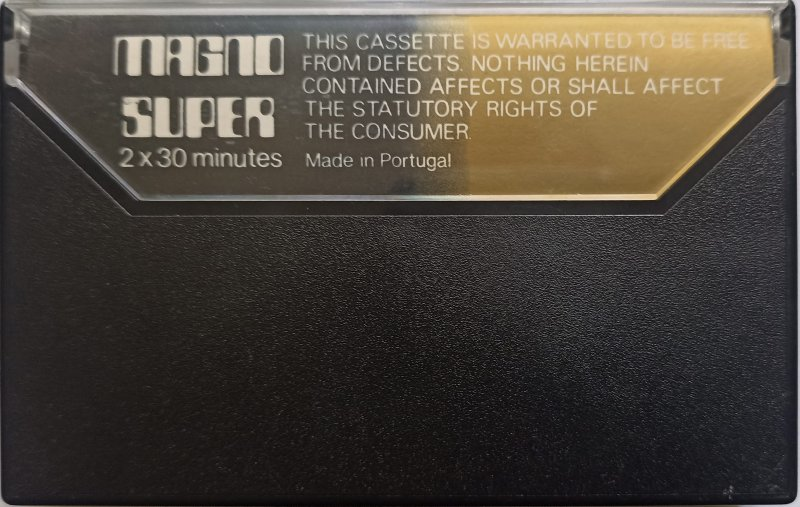 MAGNO
SUPER
2 x 30 minutes
THIS CASSETTE IS WARRANTED TO BE FREE
FROM DEFECTS. NOTHING HEREIN
CONTAINED AFFECTS OR SHALL AFFECT
THE STATUTORY RIGHTS OF
THE CONSUMER.
Made in Portugal